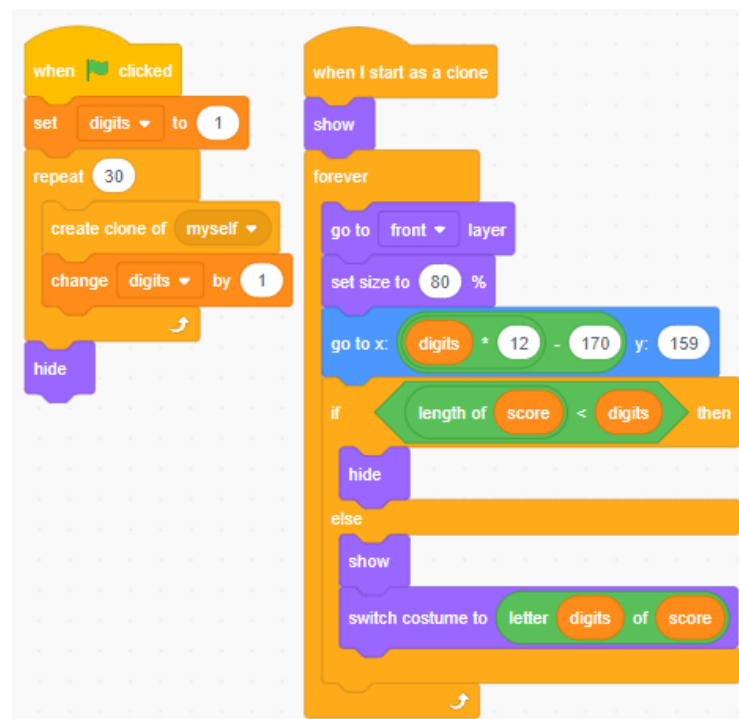 when clicked
set digits to 1
repeat 30
create clone of myself
change digits by 1
hide
when I start as a clone
show
forever
go to front layer
set size to 80 %
go to x: digits * 12 - 170 y: 159
if length of score < digits then
hide
else
show
switch costume to letter digits of score